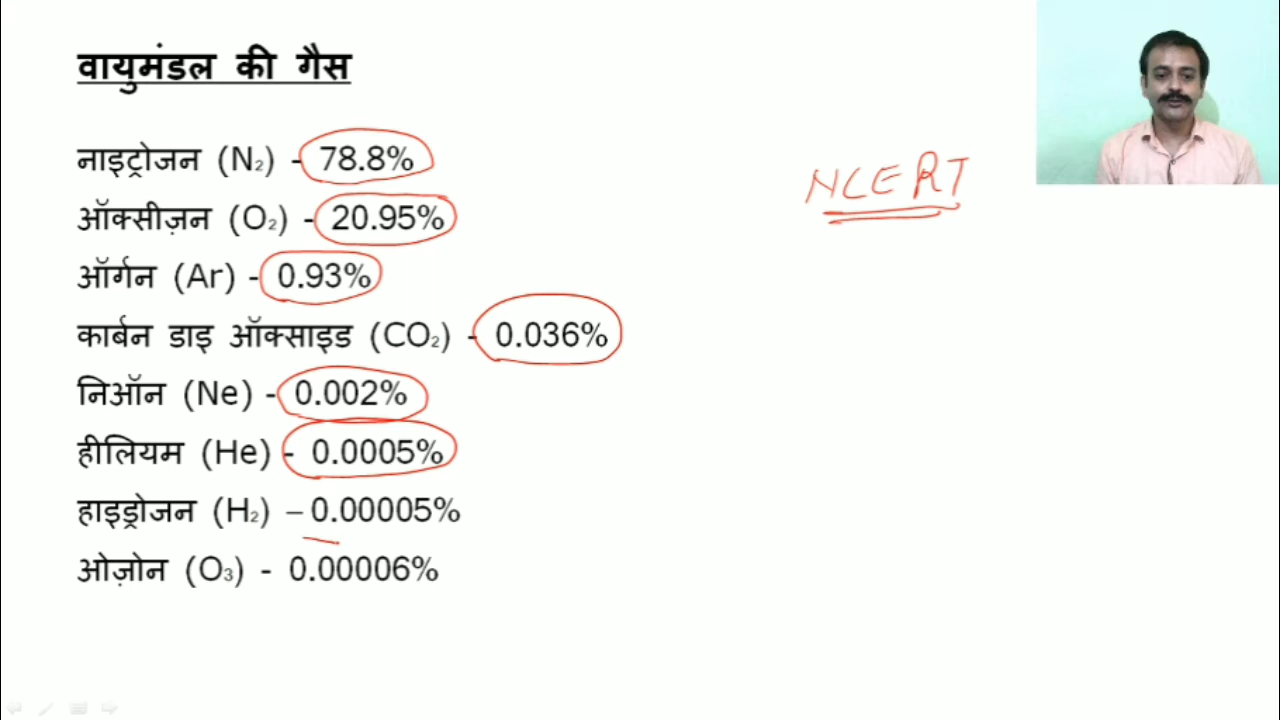 वायुमंडल की गैस
नाइट्रोजन (N₂) - 78.8%
ऑक्सीज़न (O₂) - 20.95%
ऑर्गन (Ar) - 0.93%
कार्बन डाइ ऑक्साइड (CO₂) - 0.036%
निऑन (Ne) - 0.002%
हीलियम (He) - 0.0005%
हाइड्रोजन (H₂) – 0.00005%
ओज़ोन (O₃) - 0.00006%
NCERT